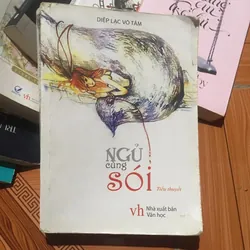 DIỆP LẠC VÔ TÂM
NGỦ
cùng
SÓI
Tiểu thuyết
vh
Nhà xuất bản
Văn học